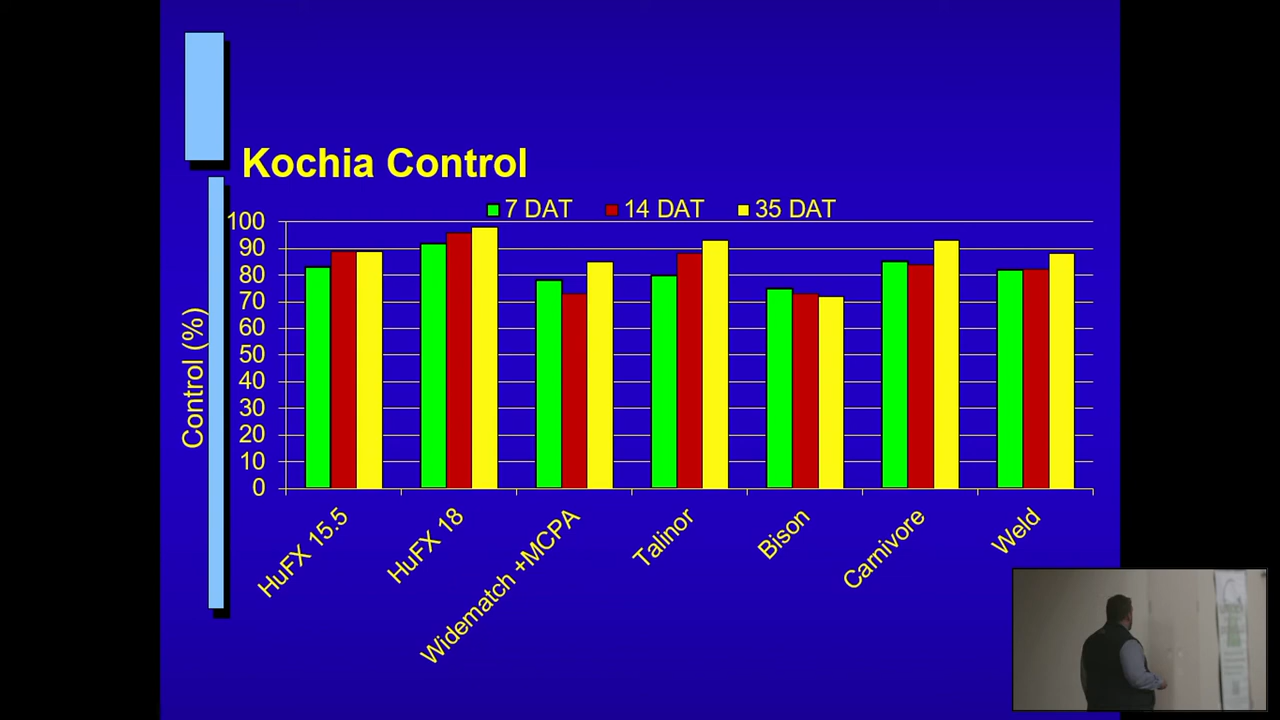 Kochia Control
7 DAT 14 DAT 35 DAT
100
90
80
70
60
50
40
30
20
10
0
Control (%)
HuFX 15.5
HuFX 18
Widematch +MCPA
Talinor
Bison
Carnivore
Weld